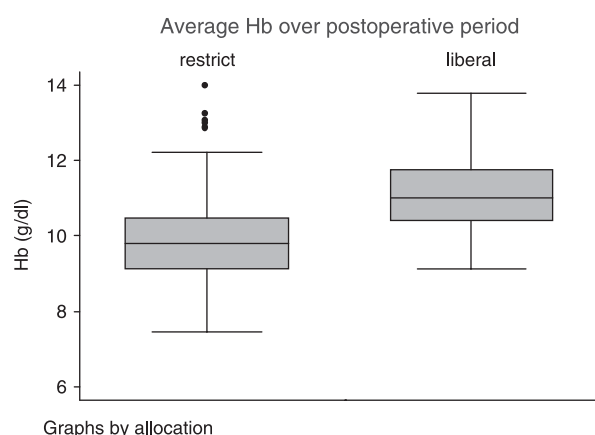 Average Hb over postoperative period
restrict
liberal
14
12
10
8
6
Hb (g/dl)
Graphs by allocation